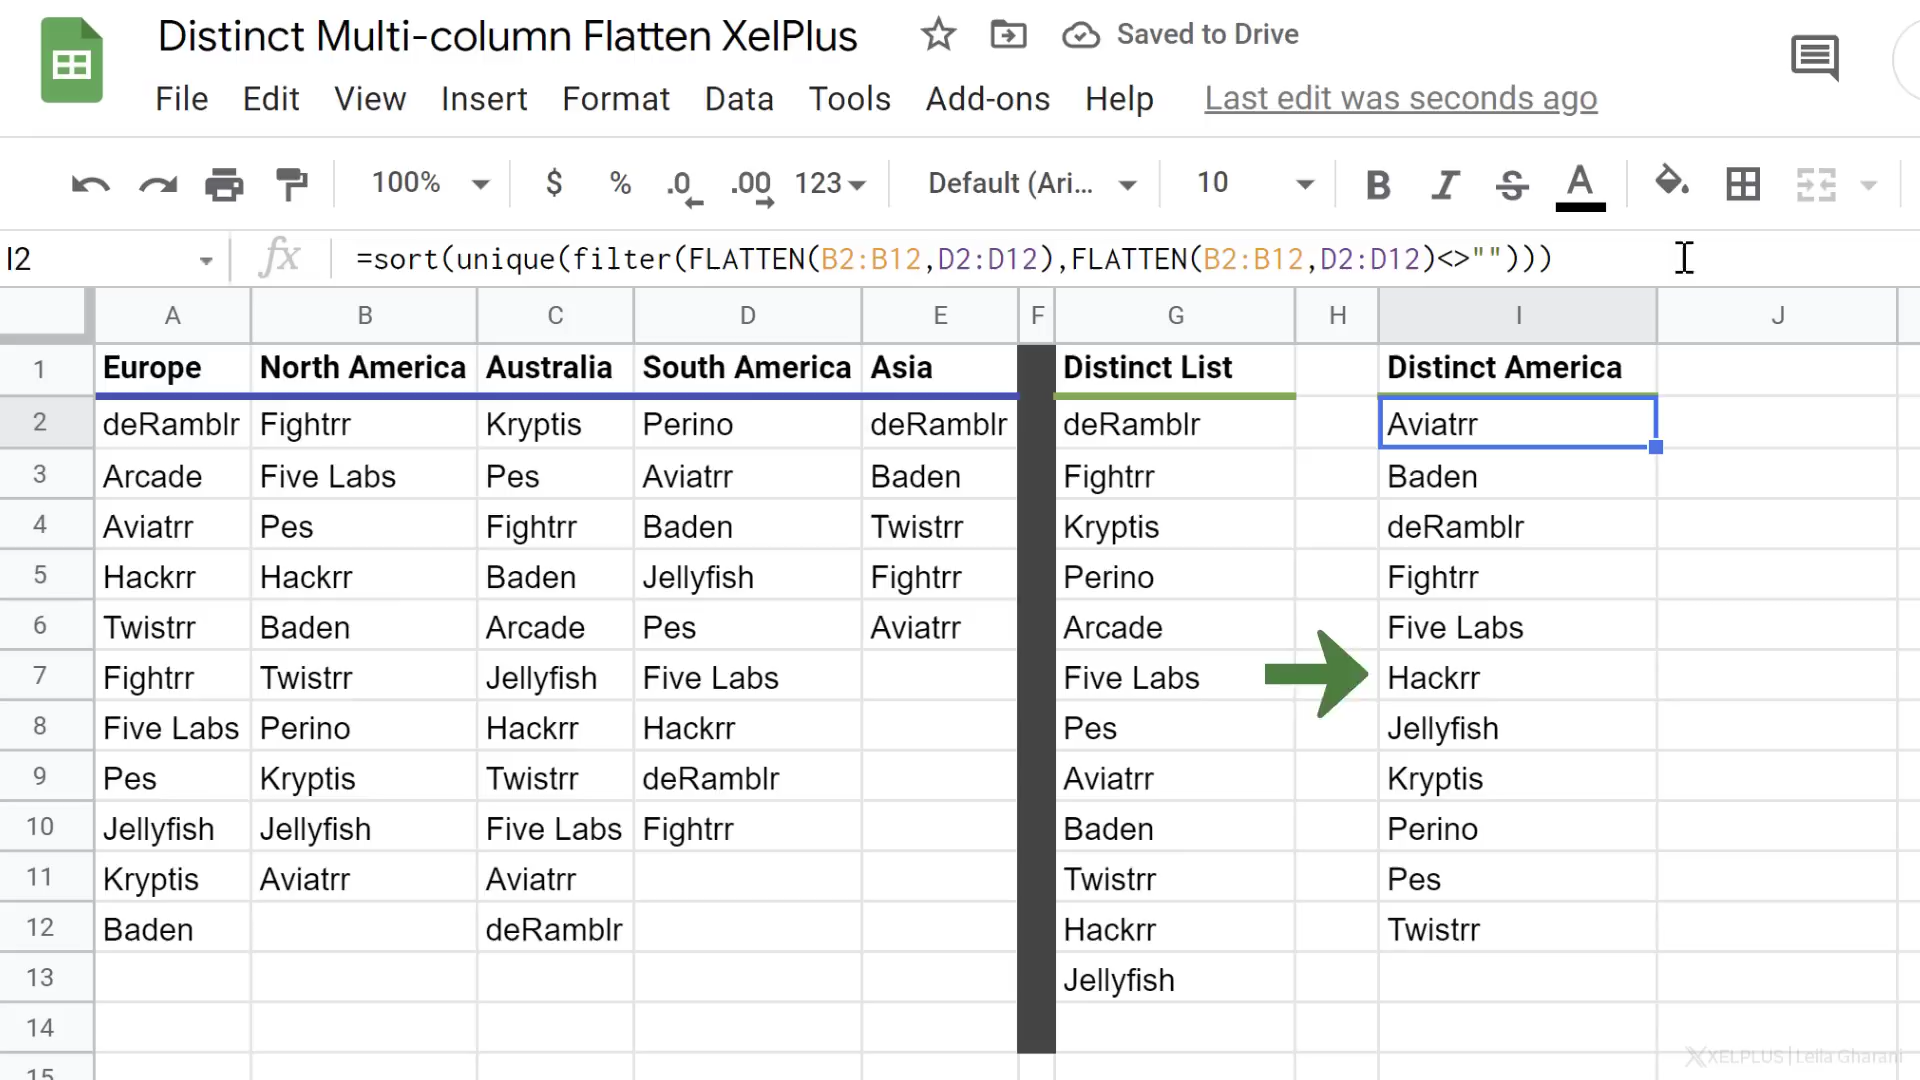 Distinct Multi-column Flatten XelPlus Saved to Drive
File Edit View Insert Format Data Tools Add-ons Help Last edit was seconds ago
100% $ % .0 .00 123 Default (Ari... 10 B I S A
I2 fx =sort(unique(filter(FLATTEN(B2:B12,D2:D12),FLATTEN(B2:B12,D2:D12)<>"")))
A B C D E F G H I J
1 Europe North America Australia South America Asia Distinct List Distinct America
2 deRamblr Fightrr Kryptis Perino deRamblr deRamblr Aviatrr
3 Arcade Five Labs Pes Aviatrr Baden Fightrr Baden
4 Aviatrr Pes Fightrr Baden Twistrr Kryptis deRamblr
5 Hackrr Hackrr Baden Jellyfish Fightrr Perino Fightrr
6 Twistrr Baden Arcade Pes Aviatrr Arcade Five Labs
7 Fightrr Twistrr Jellyfish Five Labs Five Labs Hackrr
8 Five Labs Perino Hackrr Hackrr Pes Jellyfish
9 Pes Kryptis Twistrr deRamblr Aviatrr Kryptis
10 Jellyfish Jellyfish Five Labs Fightrr Baden Perino
11 Kryptis Aviatrr Aviatrr Twistrr Pes
12 Baden deRamblr Hackrr Twistrr
13 Jellyfish
14
15
XELPLUS | Leila Gharani